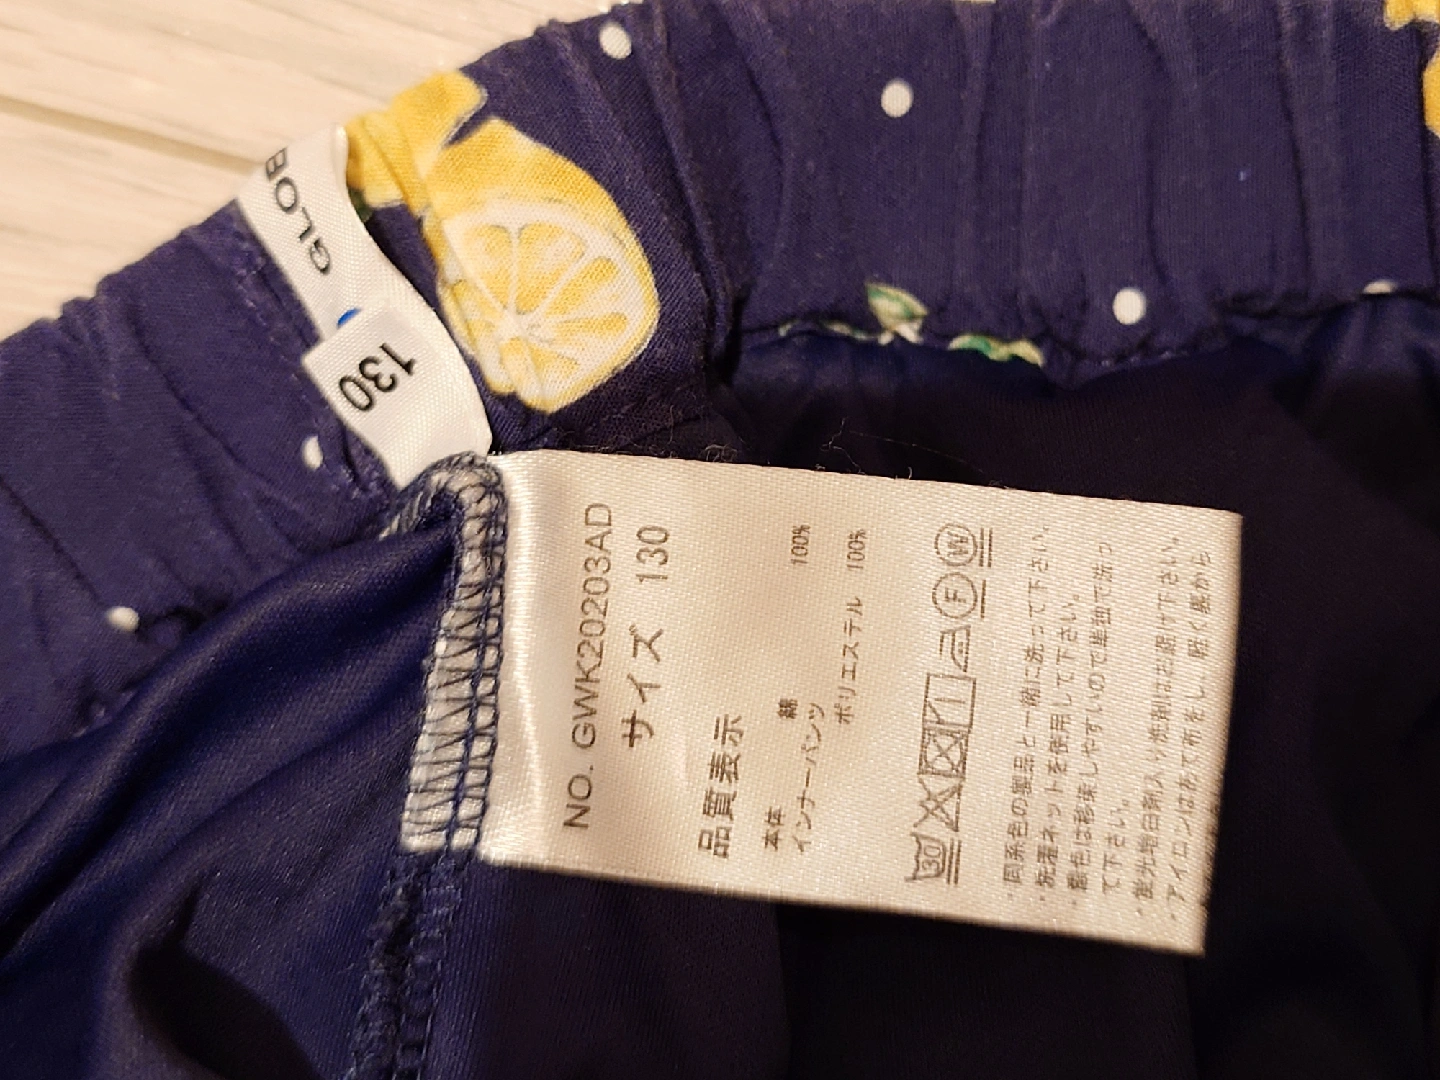 GLOB
130
NO. GWK20203AD
サイズ 130
品質表示
本体 綿 100%
インナーパンツ
ポリエステル 100%
30 F W
・同系色の製品と一緒に洗って下さい。
・洗濯ネットを使用して下さい。
・濃色は移染しやすいので単独で洗っ
て下さい。
・蛍光増白剤入り洗剤はお避け下さい。
・アイロンはあて布をし、軽く裏から